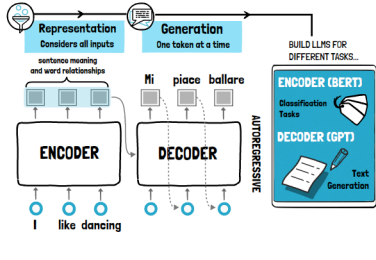 Representation
Considers all inputs
sentence meaning
and word relationships
Generation
One token at a time
Mi piace ballare
ENCODER
DECODER
I like dancing
AUTOREGRESSIVE
BUILD LLMS FOR
DIFFERENT TASKS...
ENCODER (BERT)
Classification
Tasks
DECODER (GPT)
Text
Generation